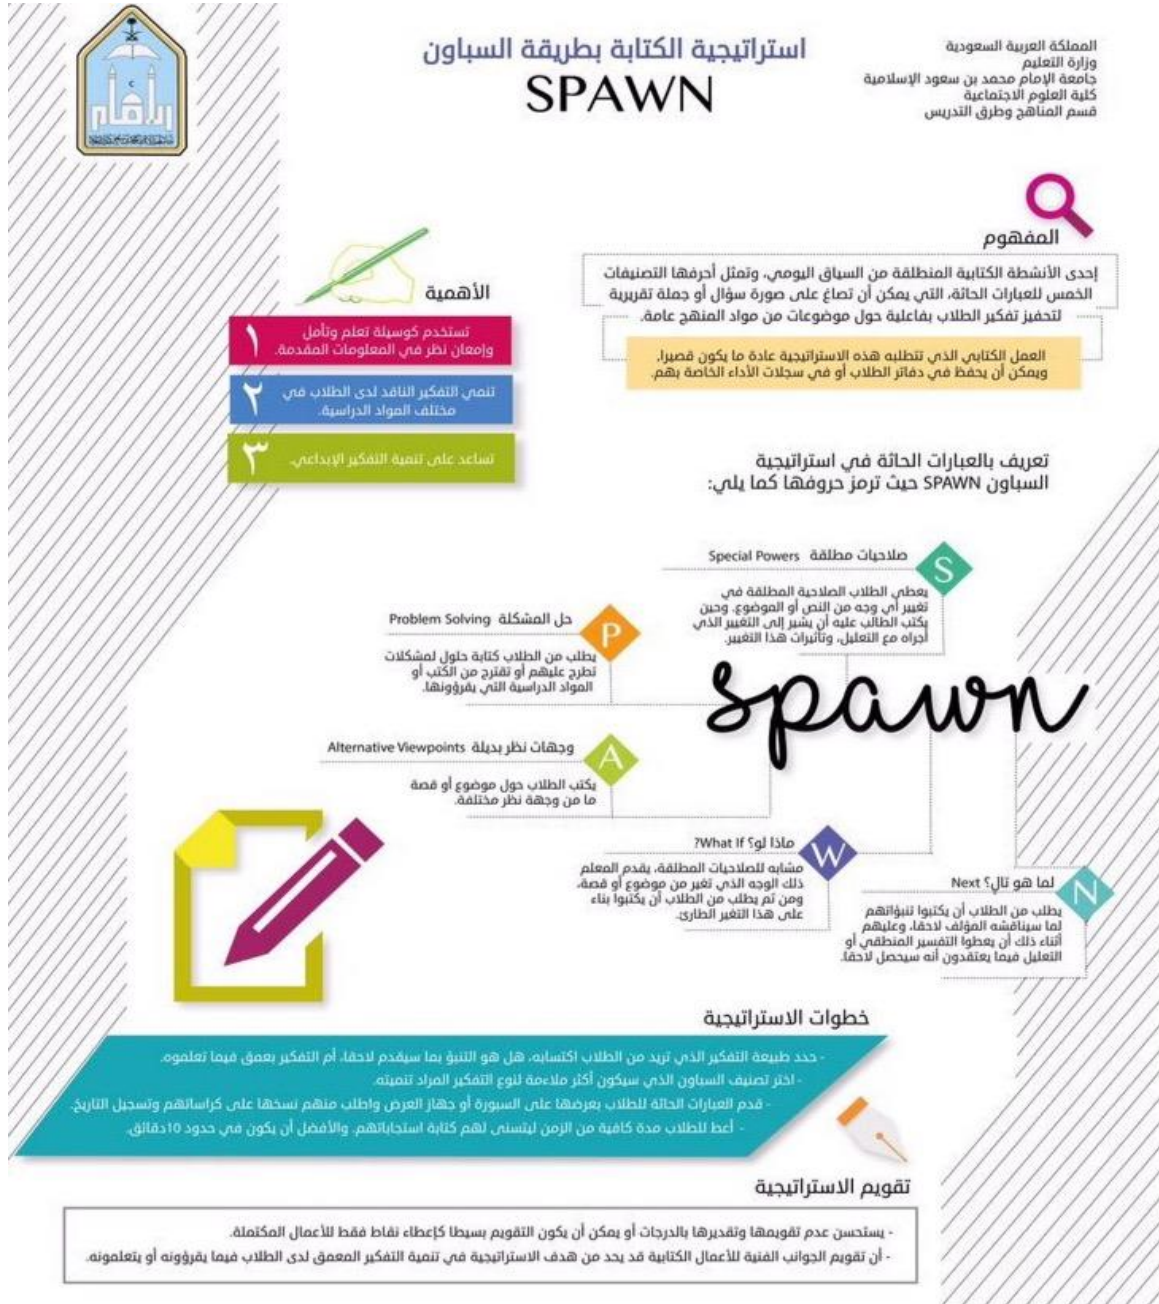 المملكة العربية السعودية
وزارة التعليم
جامعة الإمام محمد بن سعود الإسلامية
كلية العلوم الاجتماعية
قسم المناهج وطرق التدريس
استراتيجية الكتابة بطريقة السباون
SPAWN
المفهوم
إحدى الأنشطة الكتابية المنطلقة من السياق اليومي، وتمثل أحرفها التصنيفات
الخمس للعبارات الحاثة، التي يمكن أن تصاغ على صورة سؤال أو جملة تقريرية
لتحفيز تفكير الطلاب بفاعلية حول موضوعات من مواد المنهج عامة.
العمل الكتابي الذي تتطلبه هذه الاستراتيجية عادة ما يكون قصيرا،
ويمكن أن يحفظ في دفاتر الطلاب أو في سجلات الأداء الخاصة بهم.
الأهمية
١
تستخدم كوسيلة تعلم وتأمل
وإمعان نظر في المعلومات المقدمة.
٢
تنمي التفكير الناقد لدى الطلاب في
مختلف المواد الدراسية.
٣
تساعد على تنمية التفكير الإبداعي.
تعريف بالعبارات الحاثة في استراتيجية
السباون SPAWN حيث ترمز حروفها كما يلي:
S
صلاحيات مطلقة Special Powers
يعطي الطلاب الصلاحية المطلقة في
تغيير أي وجه من النص أو الموضوع. وحين
يكتب الطالب عليه أن يشير إلى التغيير الذي
أجراه مع التعليل، وتأثيرات هذا التغيير.
P
حل المشكلة Problem Solving
يطلب من الطلاب كتابة حلول لمشكلات
تطرح عليهم أو تقترح من الكتب أو
المواد الدراسية التي يقرؤونها.
spawn
A
وجهات نظر بديلة Alternative Viewpoints
يكتب الطلاب حول موضوع أو قصة
ما من وجهة نظر مختلفة.
W
ماذا لو؟ What If?
مشابه للصلاحيات المطلقة، يقدم المعلم
ذلك الوجه الذي تغير من موضوع أو قصة،
ومن ثم يطلب من الطلاب أن يكتبوا بناء
على هذا التغير الطارئ.
N
لما هو تال؟ Next
يطلب من الطلاب أن يكتبوا تنبؤاتهم
لما سيناقشه المؤلف لاحقا، وعليهم
أثناء ذلك أن يعطوا التفسير المنطقي أو
التعليل فيما يعتقدون أنه سيحصل لاحقا.
خطوات الاستراتيجية
- حدد طبيعة التفكير الذي تريد من الطلاب اكتسابه، هل هو التنبؤ بما سيقدم لاحقا، أم التفكير بعمق فيما تعلموه.
- اختر تصنيف السباون الذي سيكون أكثر ملاءمة لنوع التفكير المراد تنميته.
- قدم العبارات الحاثة للطلاب بعرضها على السبورة أو جهاز العرض واطلب منهم نسخها على كراساتهم وتسجيل التاريخ.
- أعط للطلاب مدة كافية من الزمن ليتسنى لهم كتابة استجاباتهم. والأفضل أن يكون في حدود 10دقائق.
تقويم الاستراتيجية
- يستحسن عدم تقويمها وتقديرها بالدرجات أو يمكن أن يكون التقويم بسيطا كإعطاء نقاط فقط للأعمال المكتملة.
- أن تقويم الجوانب الفنية للأعمال الكتابية قد يحد من هدف الاستراتيجية في تنمية التفكير المعمق لدى الطلاب فيما يقرؤونه أو يتعلمونه.